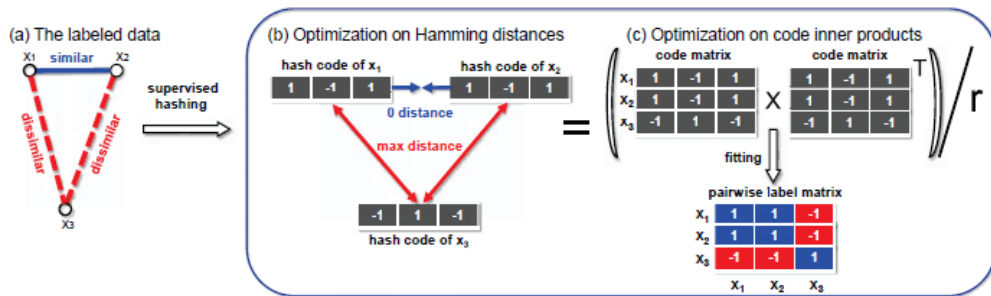 (a) The labeled data
X1 similar X2
dissimilar
dissimilar
X3
supervised
hashing
(b) Optimization on Hamming distances
hash code of x1
hash code of x2
1 -1 1
1 -1 1
0 distance
max distance
-1 1 -1
hash code of x3
=
(c) Optimization on code inner products
code matrix
code matrix
X1 1 -1 1
X2 1 -1 1
X3 -1 1 -1
X
1 -1 1
1 -1 1
-1 1 -1
T
/ r
fitting
pairwise label matrix
X1 1 1 -1
X2 1 1 -1
X3 -1 -1 1
X1 X2 X3